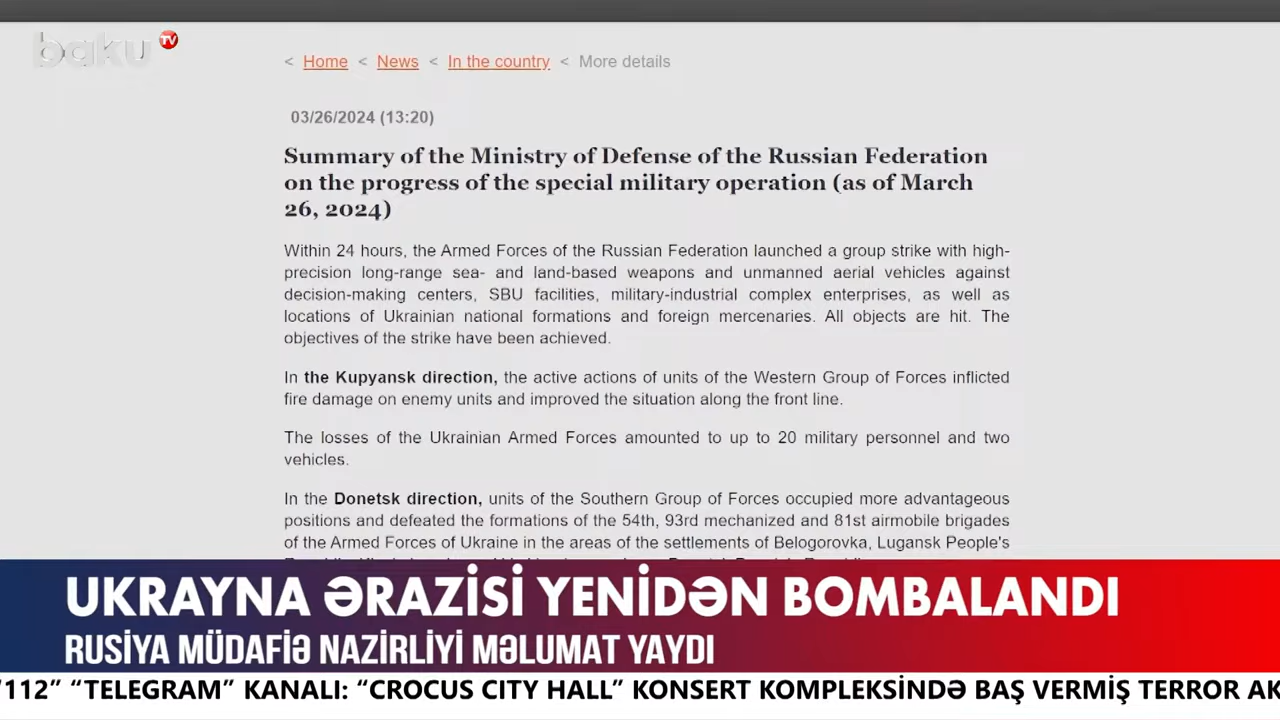 baku TV
< Home < News < In the country < More details
03/26/2024 (13:20)
Summary of the Ministry of Defense of the Russian Federation
on the progress of the special military operation (as of March
26, 2024)
Within 24 hours, the Armed Forces of the Russian Federation launched a group strike with high-
precision long-range sea- and land-based weapons and unmanned aerial vehicles against
decision-making centers, SBU facilities, military-industrial complex enterprises, as well as
locations of Ukrainian national formations and foreign mercenaries. All objects are hit. The
objectives of the strike have been achieved.
In the Kupyansk direction, the active actions of units of the Western Group of Forces inflicted
fire damage on enemy units and improved the situation along the front line.
The losses of the Ukrainian Armed Forces amounted to up to 20 military personnel and two
vehicles.
In the Donetsk direction, units of the Southern Group of Forces occupied more advantageous
positions and defeated the formations of the 54th, 93rd mechanized and 81st airmobile brigades
of the Armed Forces of Ukraine in the areas of the settlements of Belogorovka, Lugansk People's
UKRAYNA ƏRAZİSİ YENİDƏN BOMBALANDI
RUSİYA MÜDAFİƏ NAZİRLİYİ MƏLUMAT YAYDI
"112” “TELEGRAM” KANALI: “CROCUS CITY HALL” KONSERT KOMPLEKSİNDƏ BAŞ VERMİŞ TERROR AK